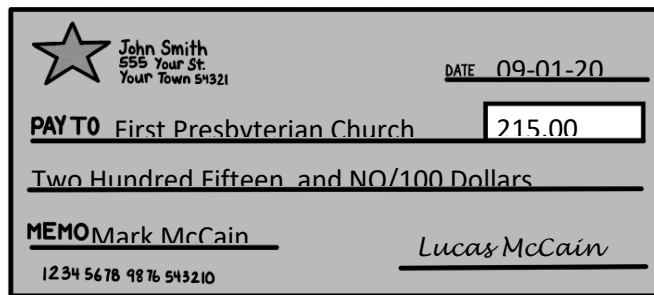 John Smith
555 Your St.
Your Town 54321
DATE 09-01-20
PAY TO First Presbyterian Church 215.00
Two Hundred Fifteen and NO/100 Dollars
MEMO Mark McCain
Lucas McCain
1234 5678 9876 543210